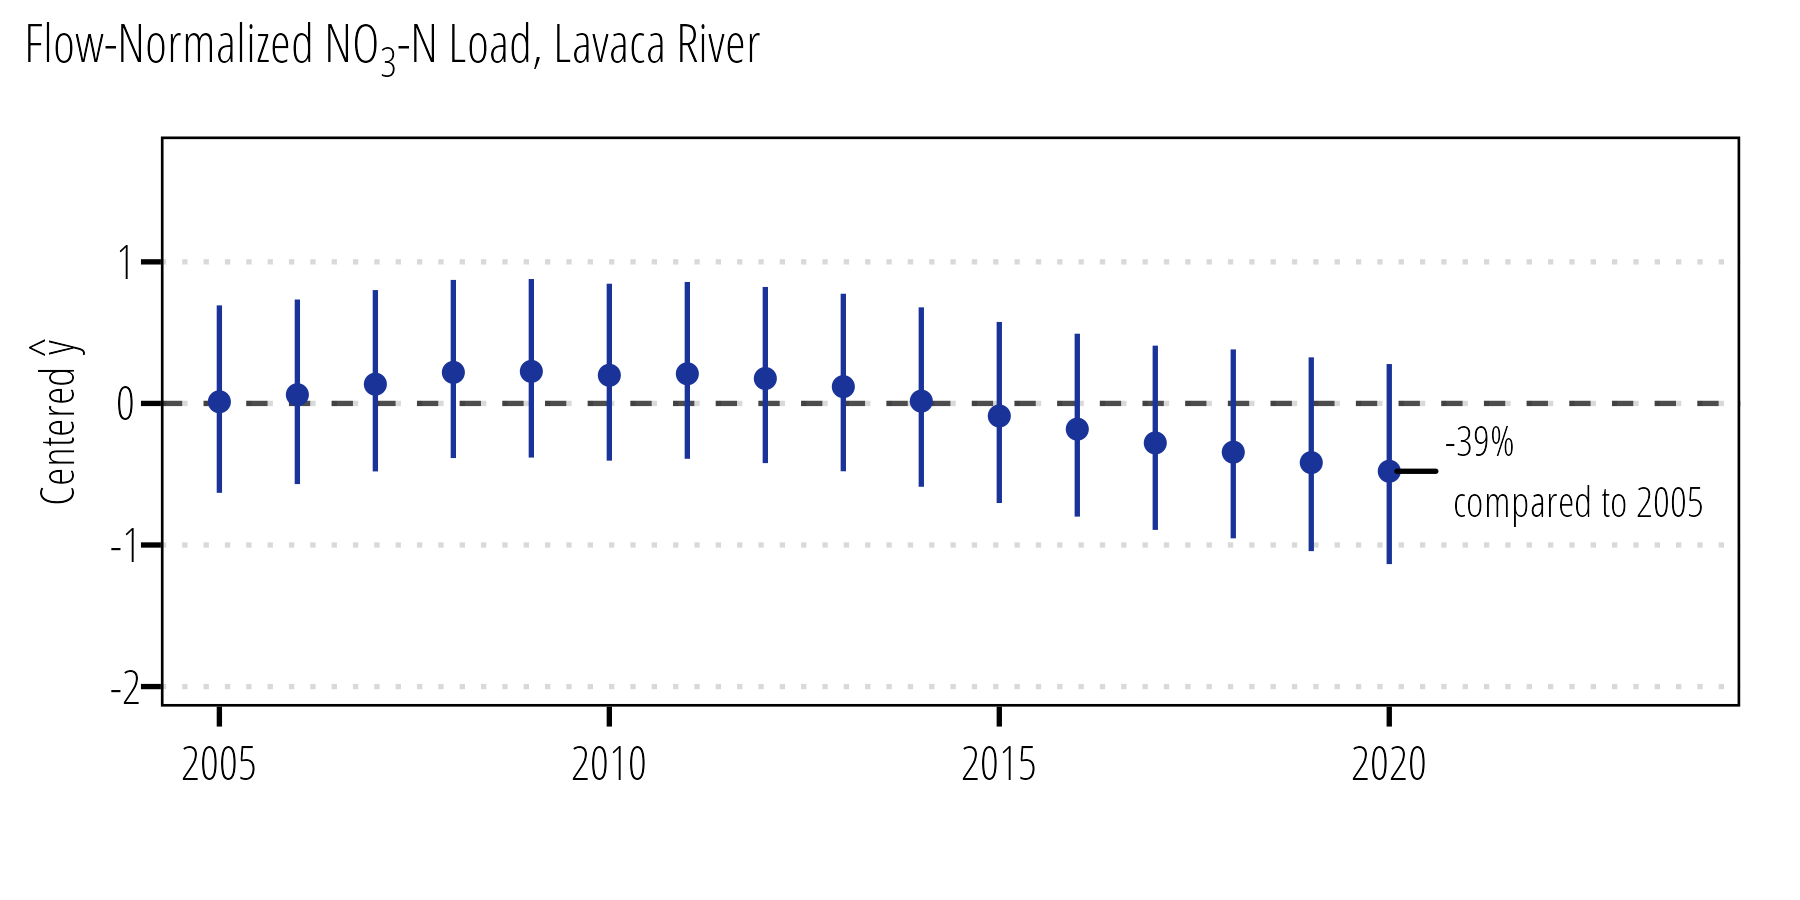 Flow-Normalized NO₃-N Load, Lavaca River
1
0
-1
-2
Centered ŷ
-39%
compared to 2005
2005 2010 2015 2020